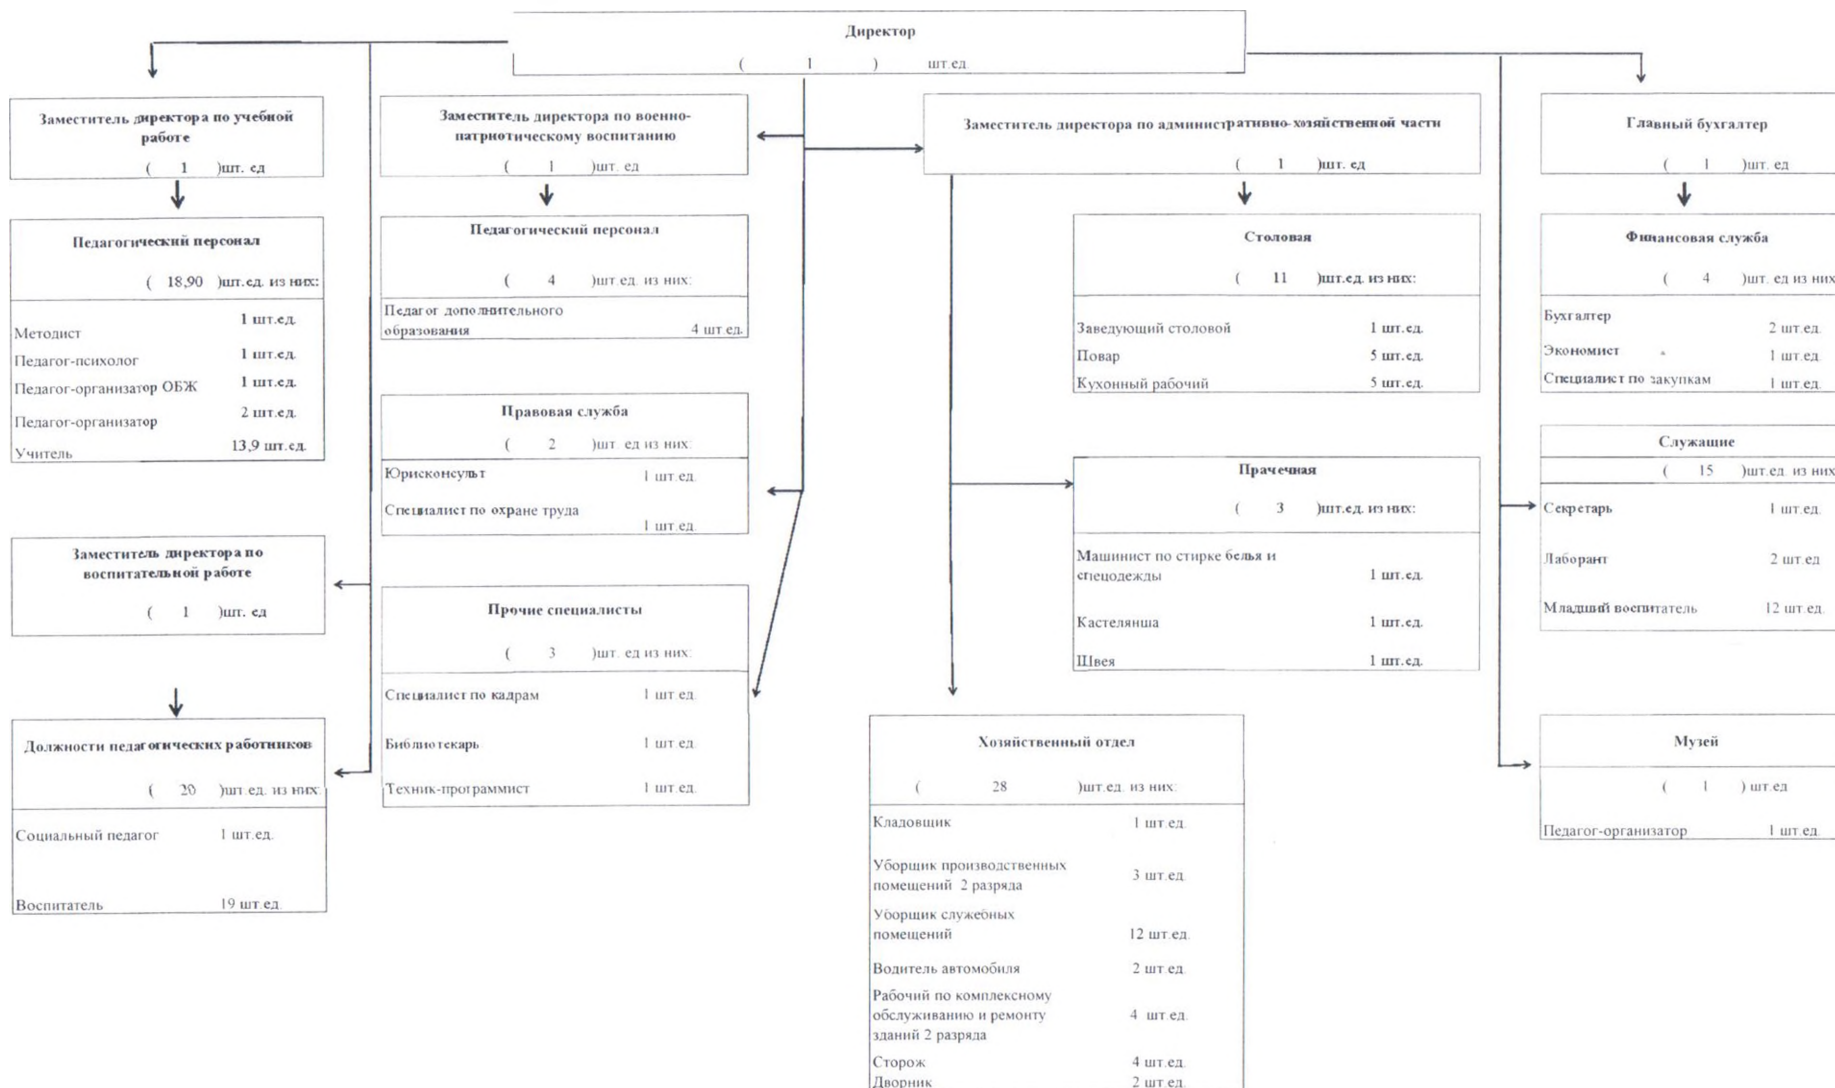 Директор
( 1 ) шт.ед.
Заместитель директора по учебной
работе
( 1 )шт. ед
Педагогический персонал
( 18,90 )шт.ед. из них:
Методист 1 шт.ед.
Педагог-психолог 1 шт.ед.
Педагог-организатор ОБЖ 1 шт.ед.
Педагог-организатор 2 шт.ед.
Учитель 13,9 шт.ед.
Заместитель директора по
воспитательной работе
( 1 )шт. ед
Должности педагогических работников
( 20 )шт.ед. из них:
Социальный педагог 1 шт.ед.
Воспитатель 19 шт.ед.
Заместитель директора по военно-
патриотическому воспитанию
( 1 )шт. ед
Педагогический персонал
( 4 )шт.ед. из них:
Педагог дополнительного
образования 4 шт.ед.
Правовая служба
( 2 )шт ед из них:
Юрисконсульт 1 шт.ед.
Специалист по охране труда
1 шт.ед.
Прочие специалисты
( 3 )шт. ед из них:
Специалист по кадрам 1 шт.ед.
Библиотекарь 1 шт.ед.
Техник-программист 1 шт.ед.
Заместитель директора по административно-хозяйственной части
( 1 )шт.ед
Столовая
( 11 )шт.ед. из них:
Заведующий столовой 1 шт.ед.
Повар 5 шт.ед.
Кухонный рабочий 5 шт.ед.
Прачечная
( 3 )шт.ед. из них:
Машинист по стирке белья и
спецодежды 1 шт.ед.
Кастелянша 1 шт.ед.
Швея 1 шт.ед.
Хозяйственный отдел
( 28 )шт.ед. из них:
Кладовщик 1 шт.ед.
Уборщик производственных
помещений 2 разряда 3 шт.ед.
Уборщик служебных
помещений 12 шт.ед.
Водитель автомобиля 2 шт.ед.
Рабочий по комплексному
обслуживанию и ремонту 4 шт.ед.
зданий 2 разряда
Сторож 4 шт.ед.
Дворник 2 шт.ед.
Главный бухгалтер
( 1 )шт. ед
Финансовая служба
( 4 )шт. ед из них
Бухгалтер 2 шт.ед.
Экономист 1 шт.ед.
Специалист по закупкам 1 шт.ед.
Служащие
( 15 )шт.ед. из них
Секретарь 1 шт.ед.
Лаборант 2 шт.ед
Младший воспитатель 12 шт.ед.
Музей
( 1 ) шт.ед
Педагог-организатор 1 шт.ед.